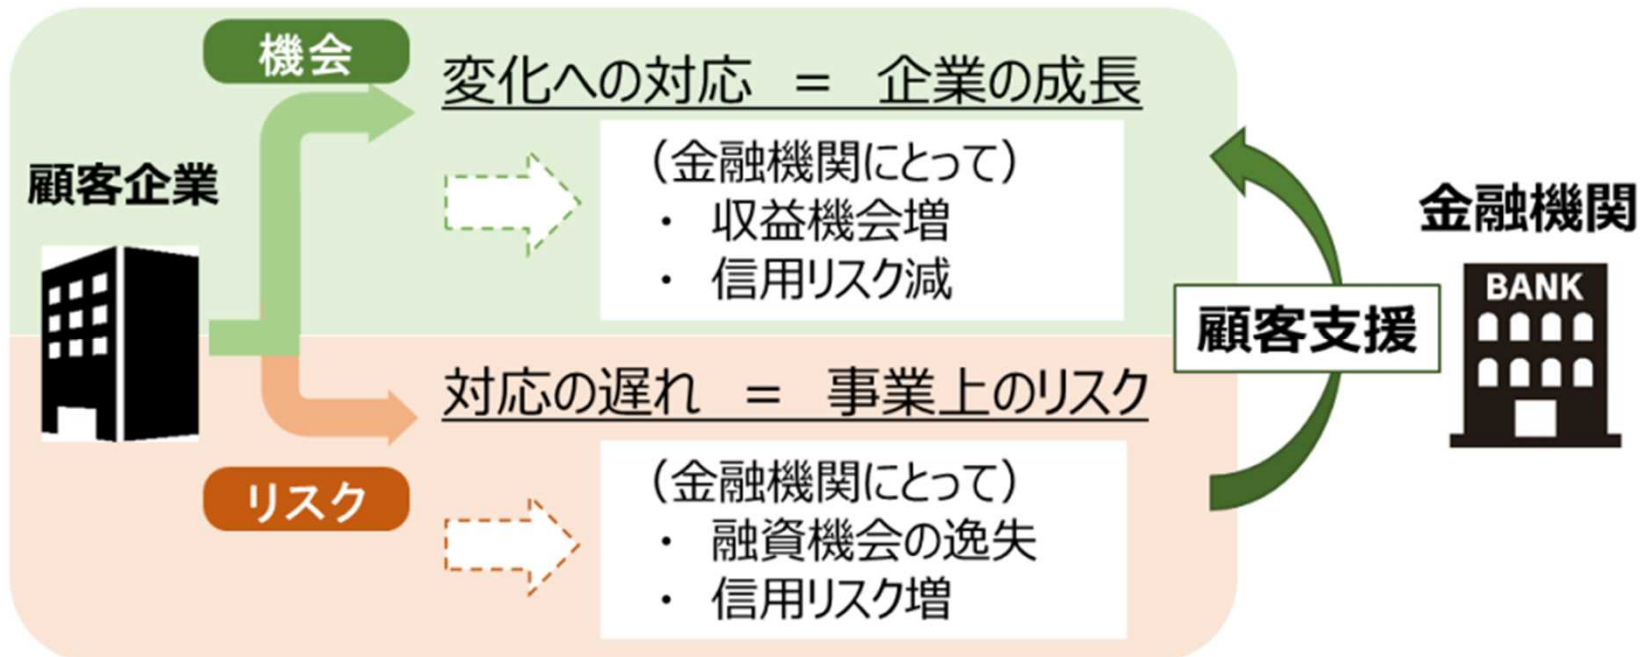 機会
変化への対応 = 企業の成長
(金融機関にとって)
・ 収益機会増
・ 信用リスク減
顧客企業
対応の遅れ = 事業上のリスク
リスク
(金融機関にとって)
・ 融資機会の逸失
・ 信用リスク増
顧客支援
金融機関
BANK